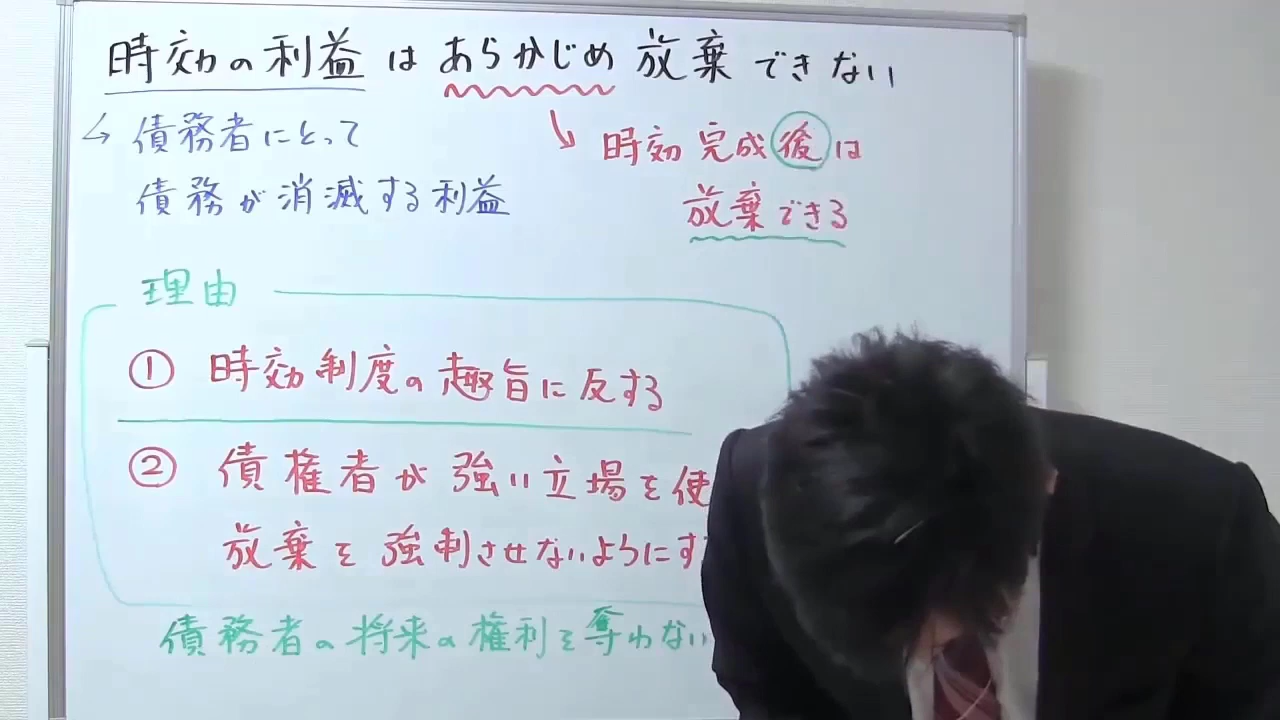 時効の利益はあらかじめ放棄できない
↳ 債務者にとって
債務が消滅する利益
↘ 時効完成後は
放棄できる
理由
① 時効制度の趣旨に反する
② 債権者が強い立場を使
放棄を強制させないようにす
債務者の将来の権利を奪わない